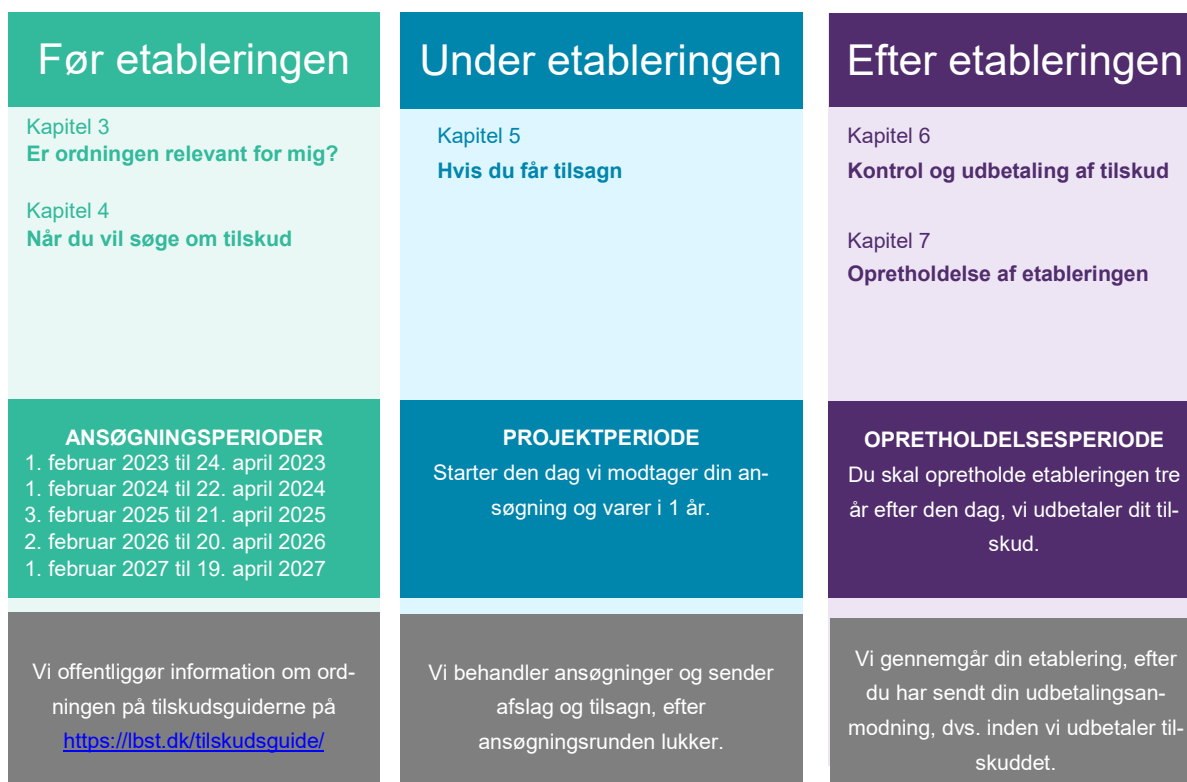 Før etableringen
Kapitel 3
Er ordningen relevant for mig?
Kapitel 4
Når du vil søge om tilskud
ANSØGNINGSPERIODER
1. februar 2023 til 24. april 2023
1. februar 2024 til 22. april 2024
3. februar 2025 til 21. april 2025
2. februar 2026 til 20. april 2026
1. februar 2027 til 19. april 2027
Vi offentliggør information om ord-
ningen på tilskudsguiderne på
https://lbst.dk/tilskudsguide/
Under etableringen
Kapitel 5
Hvis du får tilsagn
PROJEKTPERIODE
Starter den dag vi modtager din an-
søgning og varer i 1 år.
Vi behandler ansøgninger og sender
afslag og tilsagn, efter
ansøgningsrunden lukker.
Efter etableringen
Kapitel 6
Kontrol og udbetaling af tilskud
Kapitel 7
Opretholdelse af etableringen
OPRETHOLDELSESPERIODE
Du skal opretholde etableringen tre
år efter den dag, vi udbetaler dit til-
skud.
Vi gennemgår din etablering, efter
du har sendt din udbetalingsan-
modning, dvs. inden vi udbetaler til-
skuddet.